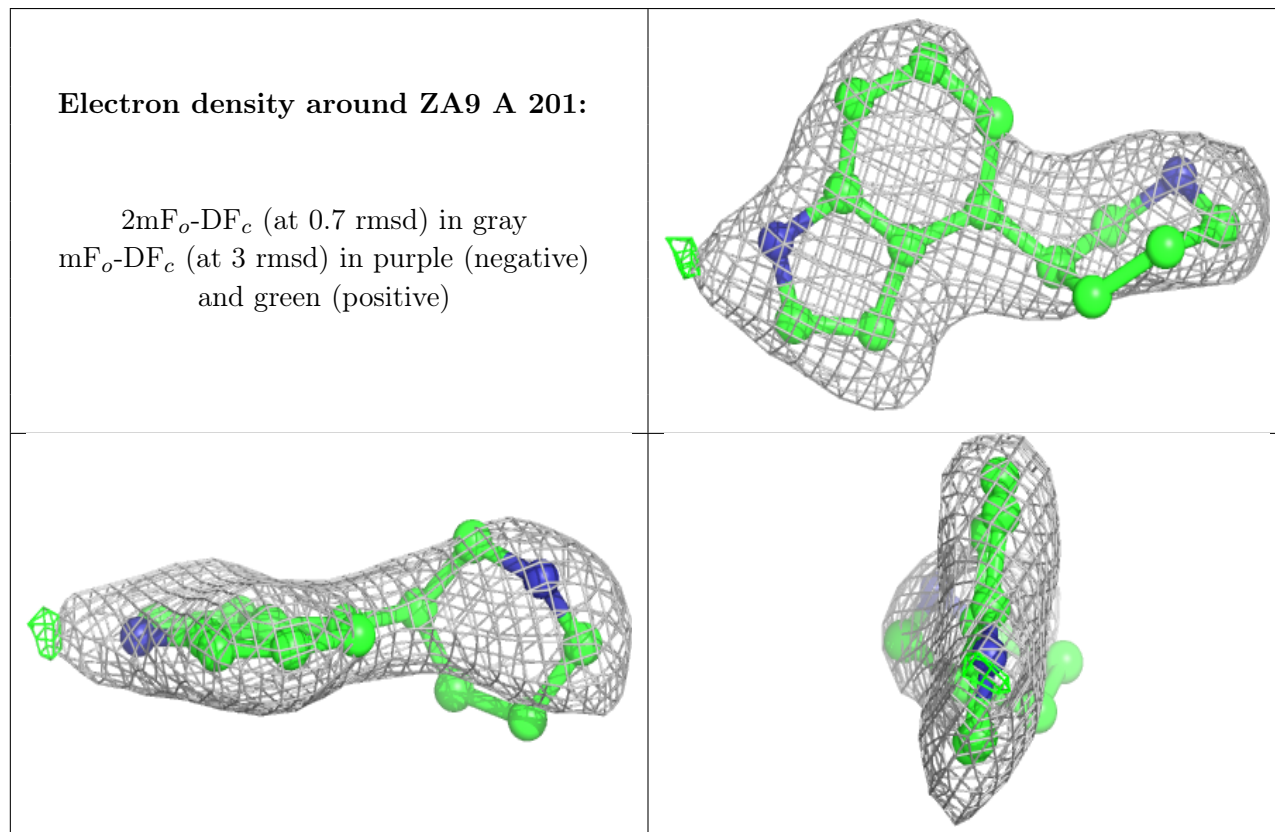 Electron density around ZA9 A 201:
2mFₒ-DF𝒸 (at 0.7 rmsd) in gray
mFₒ-DF𝒸 (at 3 rmsd) in purple (negative)
and green (positive)